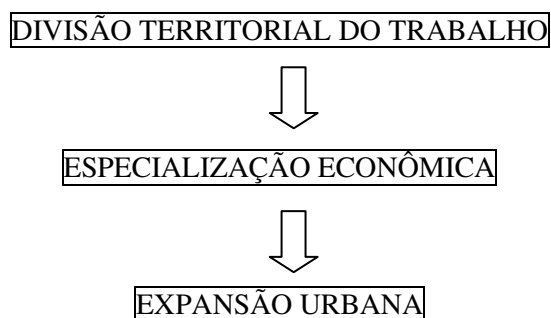 DIVISÃO TERRITORIAL DO TRABALHO
ESPECIALIZAÇÃO ECONÔMICA
EXPANSÃO URBANA